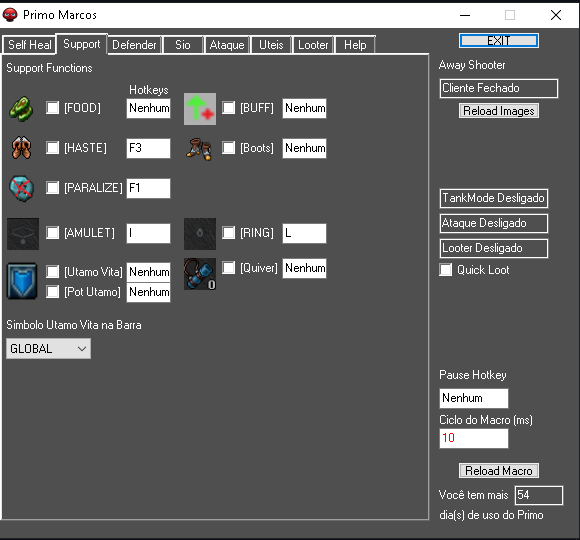 Primo Marcos
Self Heal Support Defender Sio Ataque Uteis Looter Help
EXIT
Support Functions
Away Shooter
Cliente Fechado
Reload Images
Hotkeys
[FOOD] Nenhum [BUFF] Nenhum
[HASTE] F3 [Boots] Nenhum
[PARALIZE] F1
TankMode Desligado
Ataque Desligado
[AMULET] I [RING] L
Looter Desligado
[Utamo Vita] Nenhum [Quiver] Nenhum
Quick Loot
0
[Pot Utamo] Nenhum
Simbolo Utamo Vita na Barra
GLOBAL
Pause Hotkey
Nenhum
Ciclo do Macro (ms)
10
Reload Macro
Você tem mais 54
dia(s) de uso do Primo